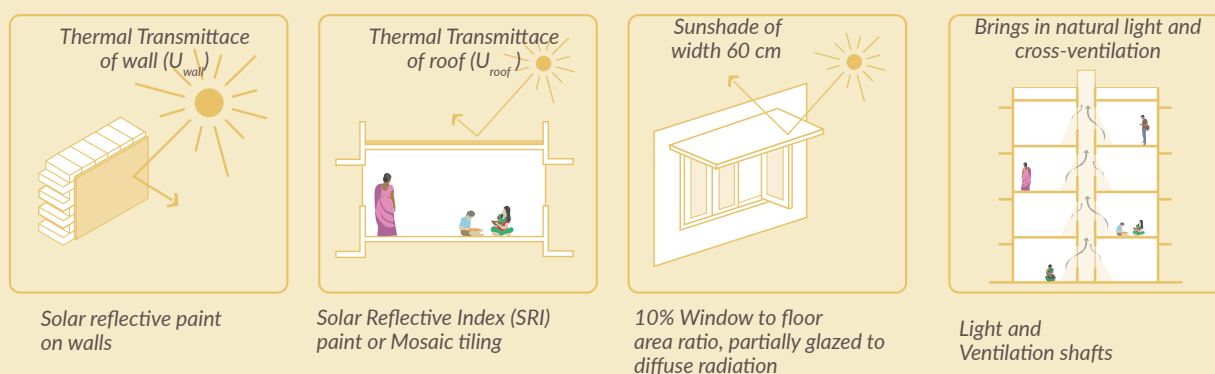 Thermal Transmittace
of wall (U wall)
Solar reflective paint
on walls
Thermal Transmittace
of roof (U roof)
Solar Reflective Index (SRI)
paint or Mosaic tiling
Sunshade of
width 60 cm
10% Window to floor
area ratio, partially glazed to
diffuse radiation
Brings in natural light and
cross-ventilation
Light and
Ventilation shafts